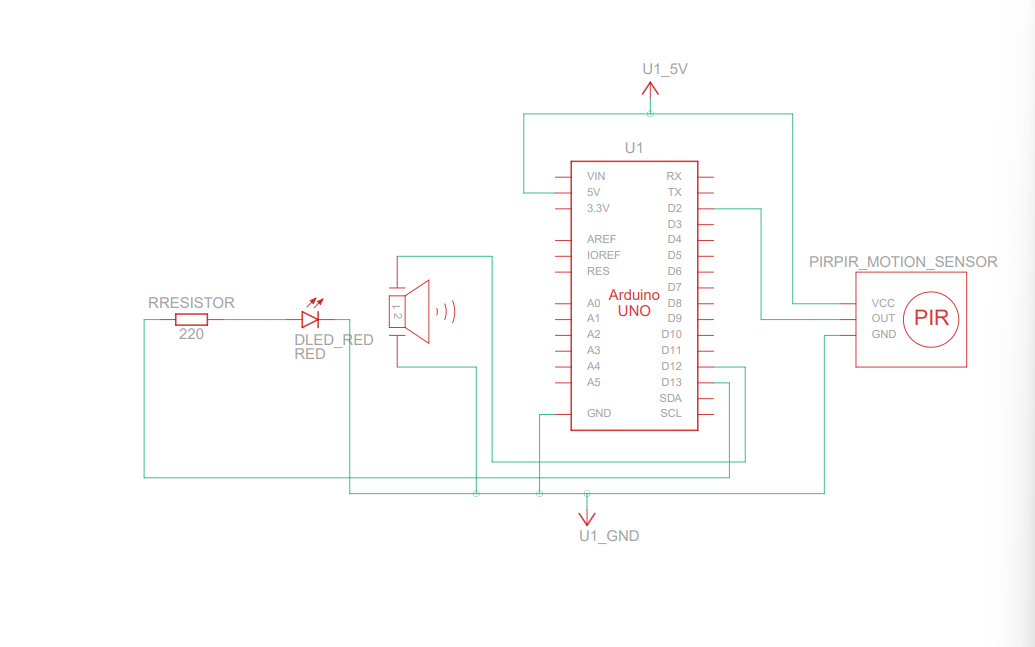 U1_5V
U1
VIN
5V
3.3V
AREF
IOREF
RES
A0
A1
A2
A3
A4
A5
GND
RX
TX
D2
D3
D4
D5
D6
D7
D8
D9
D10
D11
D12
D13
SDA
SCL
Arduino
UNO
PIRPIR_MOTION_SENSOR
VCC
OUT
GND
PIR
RRESISTOR
220
DLED_RED
RED
1 2
U1_GND